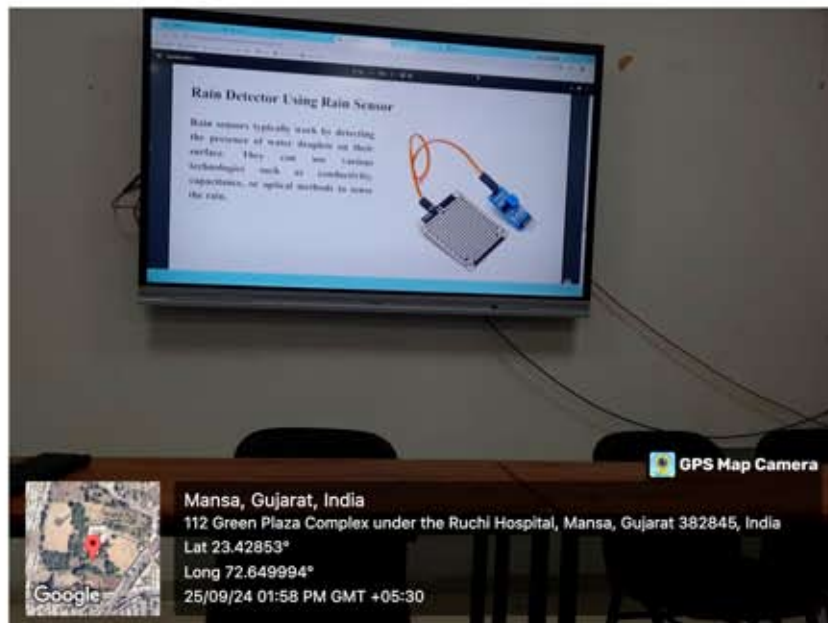 Rain Detector Using Rain Sensor
Rain sensors typically work by detecting
the presence of water droplets on their
surface. They can use various
technologies such as conductivity,
capacitance, or optical methods to sense
the rain.
GPS Map Camera
Mansa, Gujarat, India
112 Green Plaza Complex under the Ruchi Hospital, Mansa, Gujarat 382845, India
Lat 23.42853°
Long 72.649994°
25/09/24 01:58 PM GMT +05:30
Google